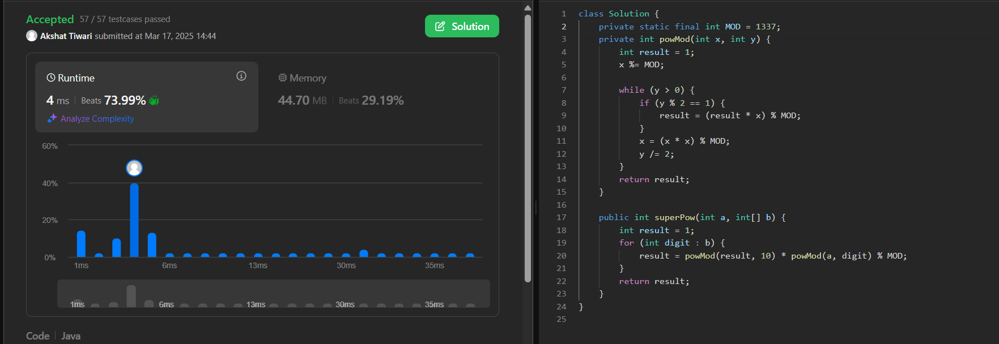 Accepted 57 / 57 testcases passed
Akshat Tiwari submitted at Mar 17, 2025 14:44
Solution
Runtime
4 ms | Beats 73.99%
Analyze Complexity
Memory
44.70 MB | Beats 29.19%
60%
40%
20%
0%
1ms 6ms 13ms 30ms 35ms
1ms 6ms 13ms 30ms 35ms
Code | Java
1 class Solution {
2     private static final int MOD = 1337;
3     private int powMod(int x, int y) {
4         int result = 1;
5         x %= MOD;
6
7         while (y > 0) {
8             if (y % 2 == 1) {
9                 result = (result * x) % MOD;
10             }
11             x = (x * x) % MOD;
12             y /= 2;
13         }
14         return result;
15     }
16
17     public int superPow(int a, int[] b) {
18         int result = 1;
19         for (int digit : b) {
20             result = powMod(result, 10) * powMod(a, digit) % MOD;
21         }
22         return result;
23     }
24 }
25